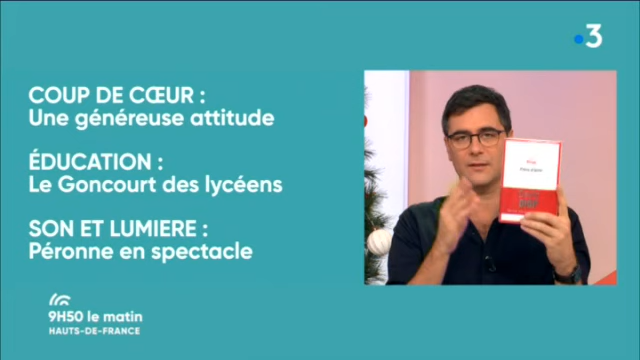 3
COUP DE CŒUR :
Une généreuse attitude
ÉDUCATION :
Le Goncourt des lycéens
SON ET LUMIERE :
Péronne en spectacle
9H50 le matin
HAUTS-DE-FRANCE